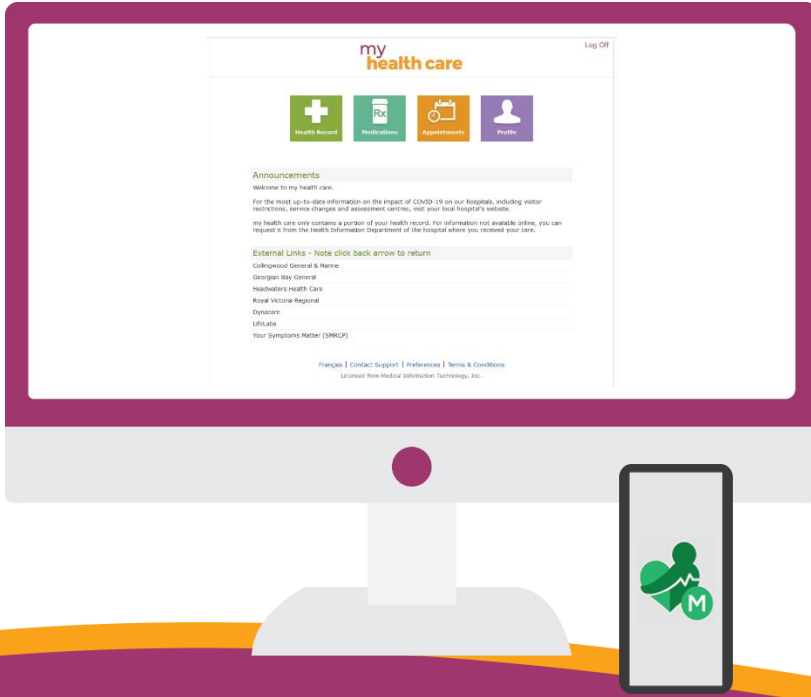 my
health care
Log Off
Health Record
Rx
Medications
Appointments
Profile
Announcements
Welcome to my health care.
For the most up-to-date information on the impact of COVID-19 on our hospitals, including visitor
restrictions, service changes and assessment centres, visit your local hospital's website.
my health care only contains a portion of your health record. For information not available online, you can
request it from the Health Information Department of the hospital where you received your care.
External Links - Note click back arrow to return
Collingwood General & Marine
Georgian Bay General
Headwaters Health Care
Royal Victoria Regional
Dynacare
LifeLabs
Your Symptoms Matter (SMRCP)
Français | Contact Support | Preferences | Terms & Conditions
Licensed from Medical Information Technology, Inc.
M